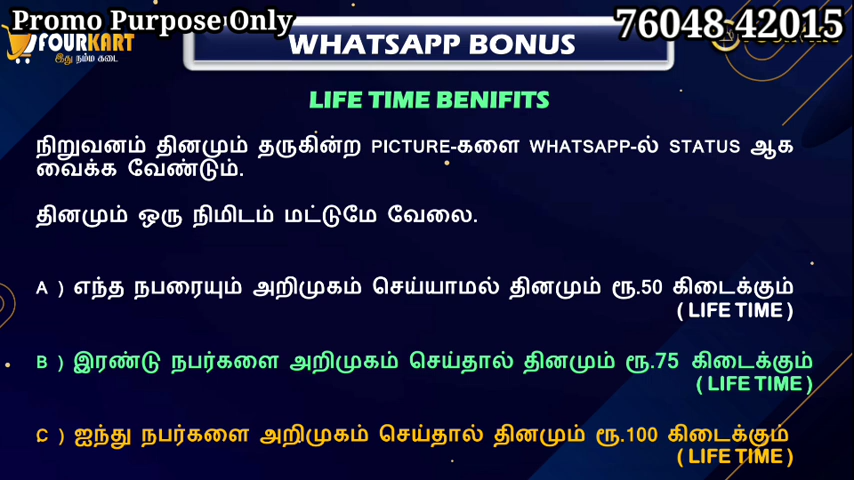 Promo Purpose Only
76048 42015
FOURKART
இது நம்ம கடை
WHATSAPP BONUS
LIFE TIME BENIFITS
நிறுவனம் தினமும் தருகின்ற PICTURE-களை WHATSAPP-ல் STATUS ஆக
வைக்க வேண்டும்.
தினமும் ஒரு நிமிடம் மட்டுமே வேலை.
A ) எந்த நபரையும் அறிமுகம் செய்யாமல் தினமும் ரூ.50 கிடைக்கும்
( LIFE TIME )
B ) இரண்டு நபர்களை அறிமுகம் செய்தால் தினமும் ரூ.75 கிடைக்கும்
( LIFE TIME )
C ) ஐந்து நபர்களை அறிமுகம் செய்தால் தினமும் ரூ.100 கிடைக்கும்
( LIFE TIME )